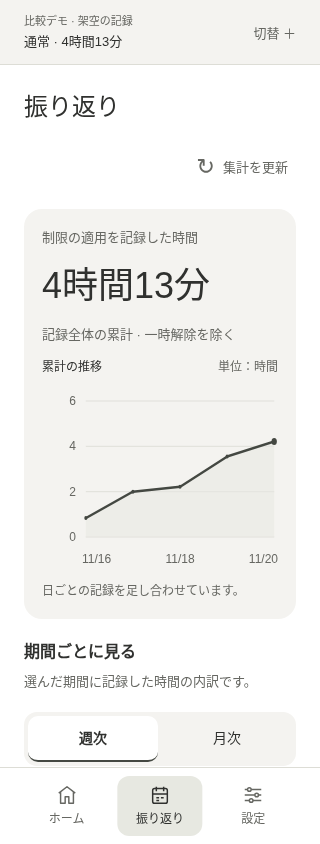 比較デモ · 架空の記録
通常 · 4時間13分
切替 ＋
振り返り
↻ 集計を更新
制限の適用を記録した時間
4時間13分
記録全体の累計 · 一時解除を除く
累計の推移
単位：時間
6
4
2
0
11/16
11/18
11/20
日ごとの記録を足し合わせています。
期間ごとに見る
選んだ期間に記録した時間の内訳です。
週次
月次
ホーム
振り返り
設定